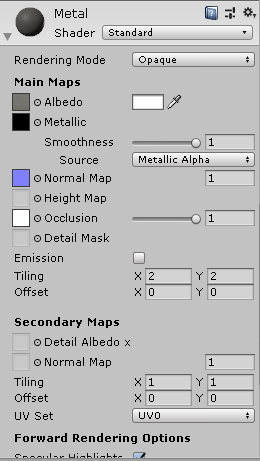 Metal
Shader Standard
Rendering Mode Opaque
Main Maps
Albedo
Metallic
Smoothness 1
Source Metallic Alpha
Normal Map 1
Height Map
Occlusion 1
Detail Mask
Emission
Tiling X 2 Y 2
Offset X 0 Y 0
Secondary Maps
Detail Albedo x
Normal Map 1
Tiling X 1 Y 1
Offset X 0 Y 0
UV Set UV0
Forward Rendering Options
Specular Highlights